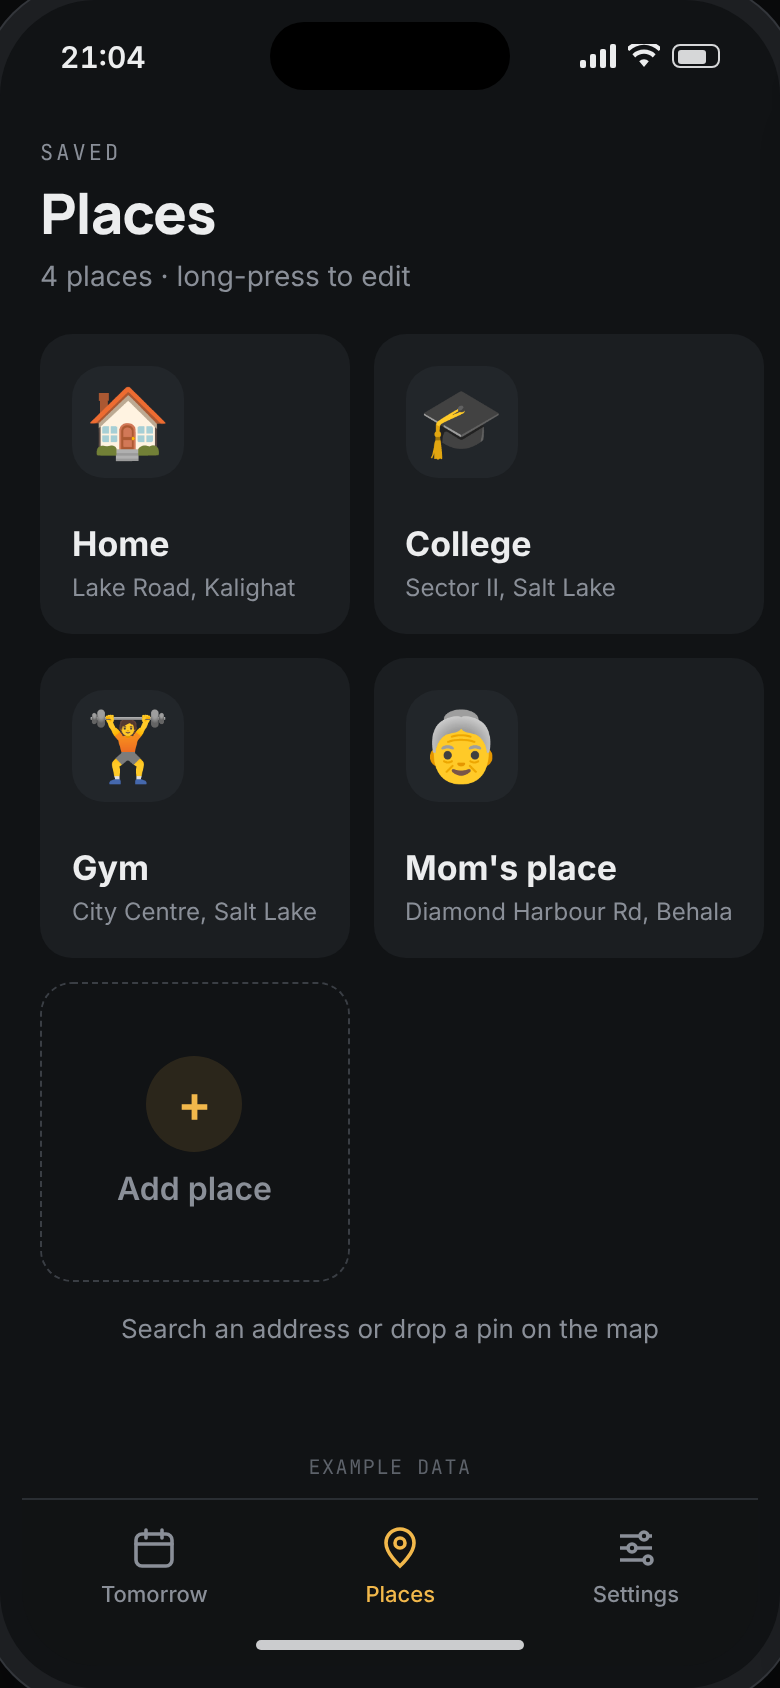 21:04
SAVED
Places
4 places · long-press to edit
Home
Lake Road, Kalighat
College
Sector II, Salt Lake
Gym
City Centre, Salt Lake
Mom's place
Diamond Harbour Rd, Behala
+
Add place
Search an address or drop a pin on the map
EXAMPLE DATA
Tomorrow
Places
Settings